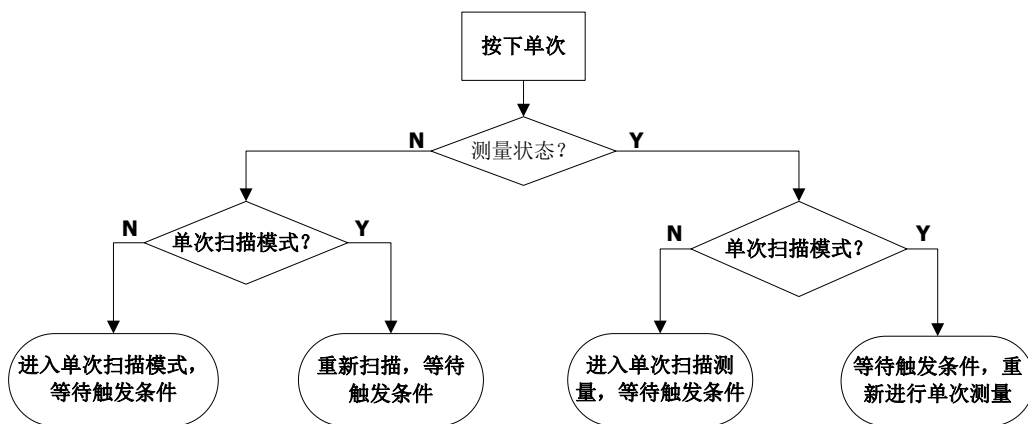 按下单次
N
Y
测量状态？
N
Y
单次扫描模式？
N
Y
单次扫描模式？
进入单次扫描模式，
等待触发条件
重新扫描，等待
触发条件
进入单次扫描测
量，等待触发条件
等待触发条件，重
新进行单次测量